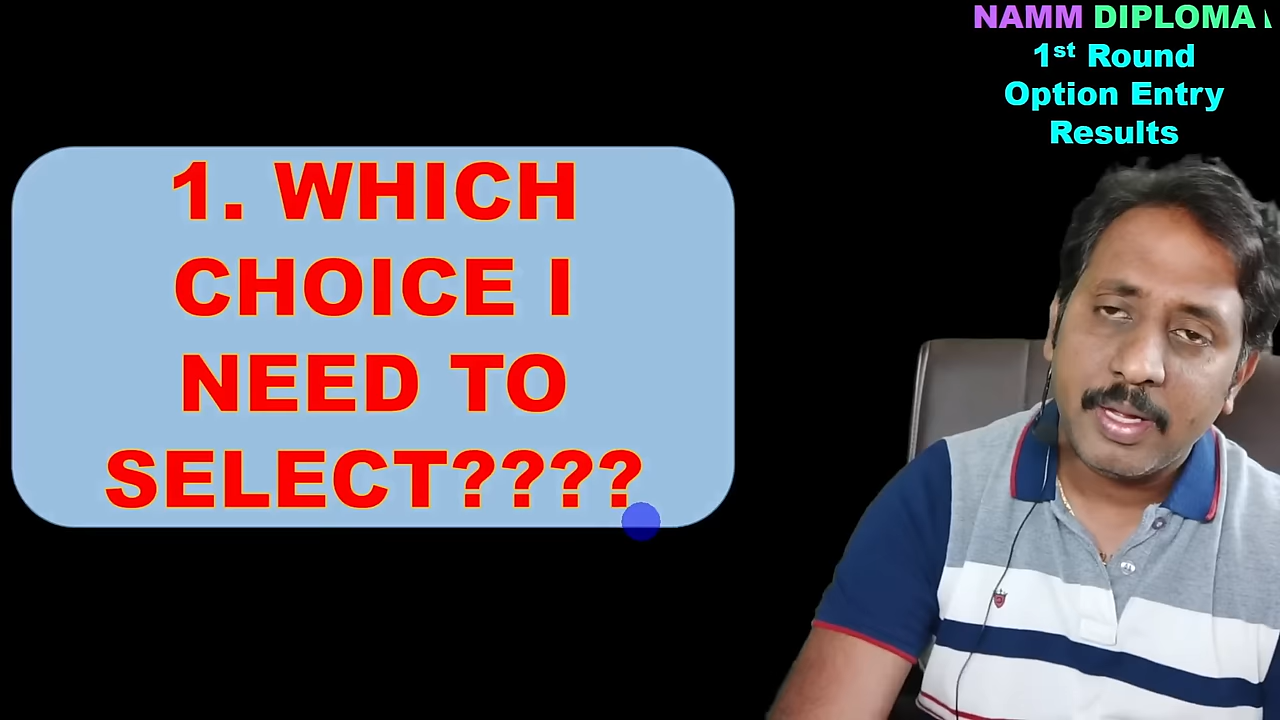 NAMM DIPLOMA
1st Round
Option Entry
Results
1. WHICH
CHOICE I
NEED TO
SELECT????